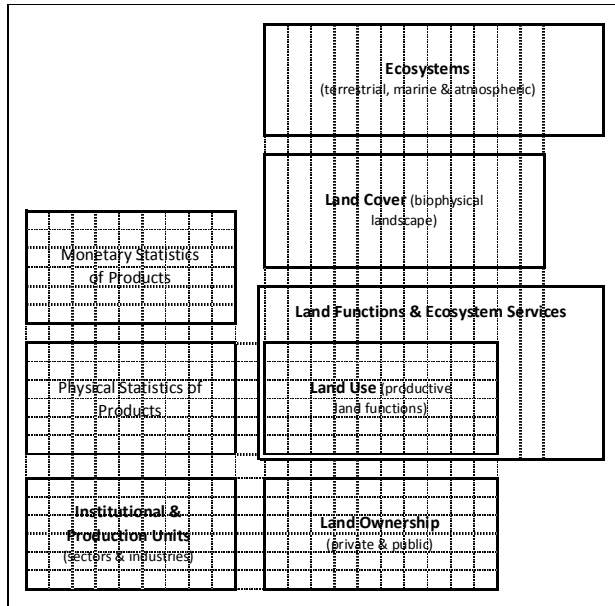 Ecosystems
(terrestrial, marine & atmospheric)
Land Cover (biophysical
landscape)
Monetary Statistics
of Products
Land Functions & Ecosystem Services
Physical Statistics of
Products
Land Use (productive
land functions)
Institutional &
Production Units
(sectors & industries)
Land Ownership
(private & public)